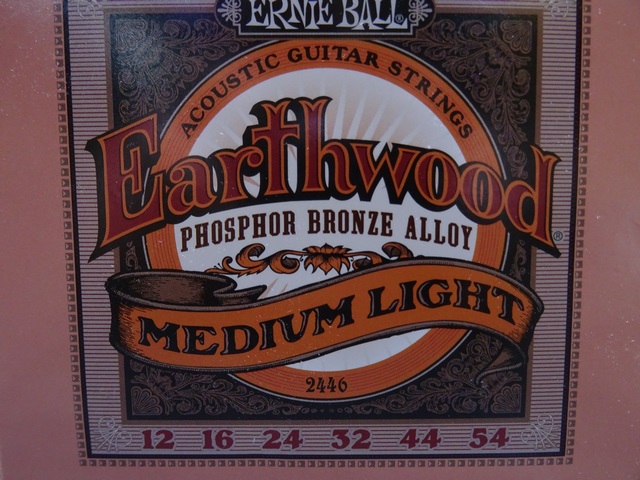 ERNIE BALL®
ACOUSTIC GUITAR STRINGS
Earthwood®
PHOSPHOR BRONZE ALLOY
MEDIUM LIGHT
2446
12 16 24 32 44 54